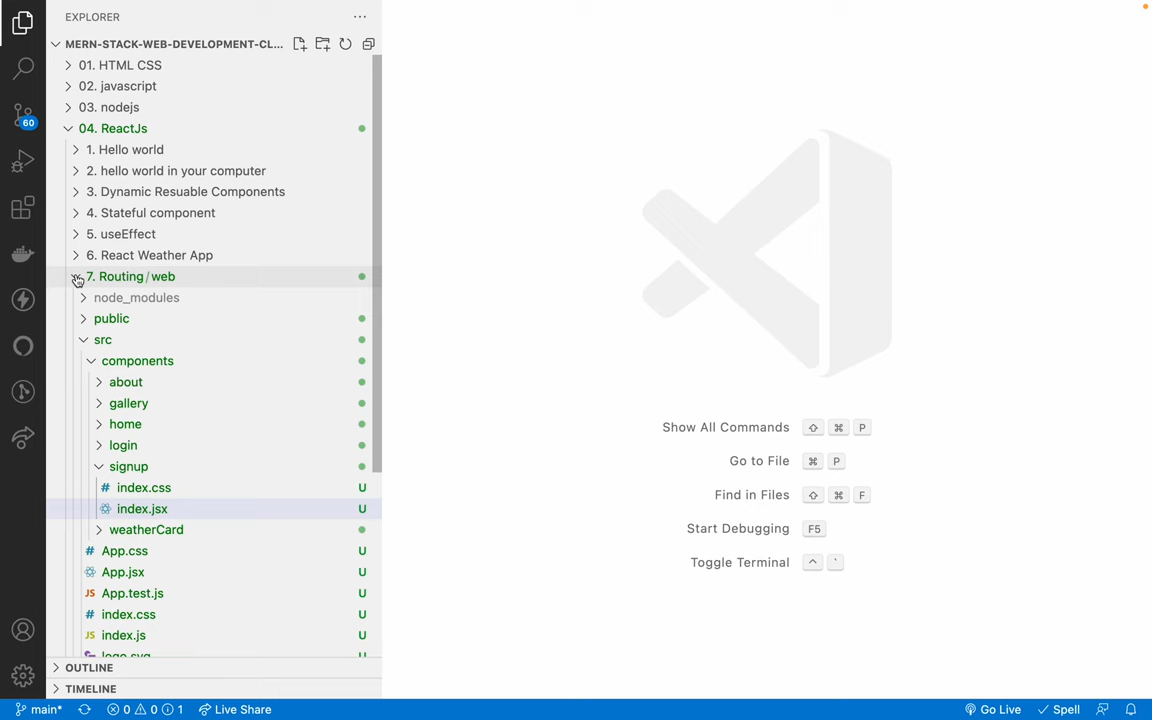 EXPLORER
MERN-STACK-WEB-DEVELOPMENT-CL...
01. HTML CSS
02. javascript
03. nodejs
04. ReactJs
1. Hello world
2. hello world in your computer
3. Dynamic Resuable Components
4. Stateful component
5. useEffect
6. React Weather App
7. Routing / web
node_modules
public
src
components
about
gallery
home
login
signup
# index.css U
index.jsx U
weatherCard
# App.css U
App.jsx U
JS App.test.js U
# index.css U
JS index.js U
logo.svg U
OUTLINE
TIMELINE
60
Show All Commands ⇧ ⌘ P
Go to File ⌘ P
Find in Files ⇧ ⌘ F
Start Debugging F5
Toggle Terminal ^ `
main* 0 0 1 Live Share Go Live Spell